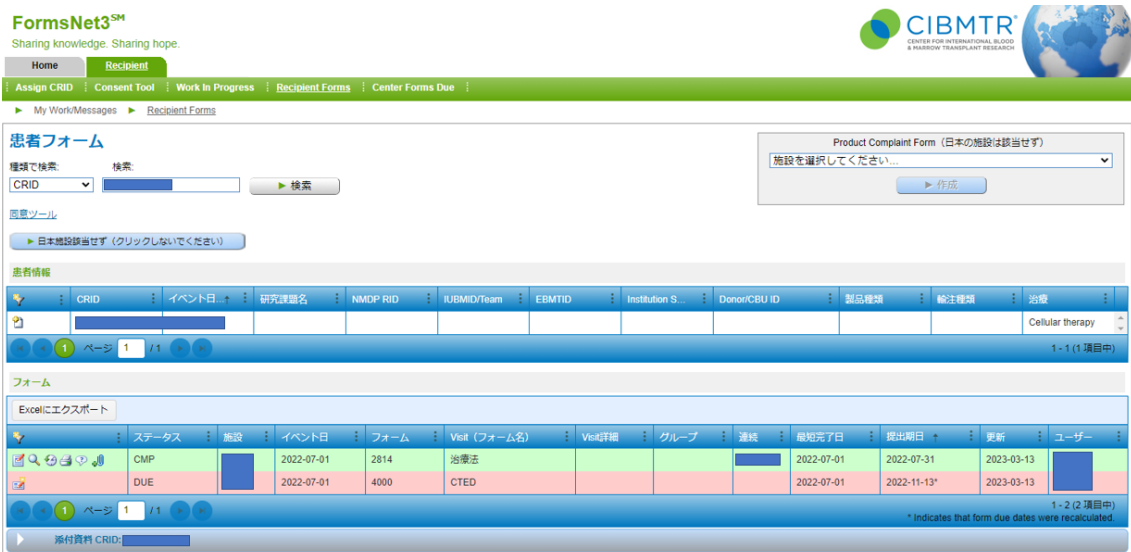 FormsNet3SM
Sharing knowledge. Sharing hope.
CIBMTR®
CENTER FOR INTERNATIONAL BLOOD
& MARROW TRANSPLANT RESEARCH
Home Recipient
Assign CRID Consent Tool Work In Progress Recipient Forms Center Forms Due
My Work/Messages Recipient Forms
患者フォーム
Product Complaint Form（日本の施設は該当せず）
種類で検索: 検索:
施設を選択してください...
CRID 検索
作成
同意ツール
日本施設該当せず（クリックしないでください）
患者情報
CRID イベント日... 研究課題名 NMDP RID IUBMID/Team EBMTID Institution S... Donor/CBU ID 製品種類 輸注種類 治療
Cellular therapy
1 ページ 1 /1 1 - 1 (1 項目中)
フォーム
Excelにエクスポート
ステータス 施設 イベント日 フォーム Visit（フォーム名） Visit詳細 グループ 連続 最短完了日 提出期日 更新 ユーザー
CMP 2022-07-01 2814 治療法 2022-07-01 2022-07-31 2023-03-13
DUE 2022-07-01 4000 CTED 2022-07-01 2022-11-13* 2023-03-13
1 ページ 1 /1 1 - 2 (2 項目中)
* Indicates that form due dates were recalculated.
添付資料 CRID: